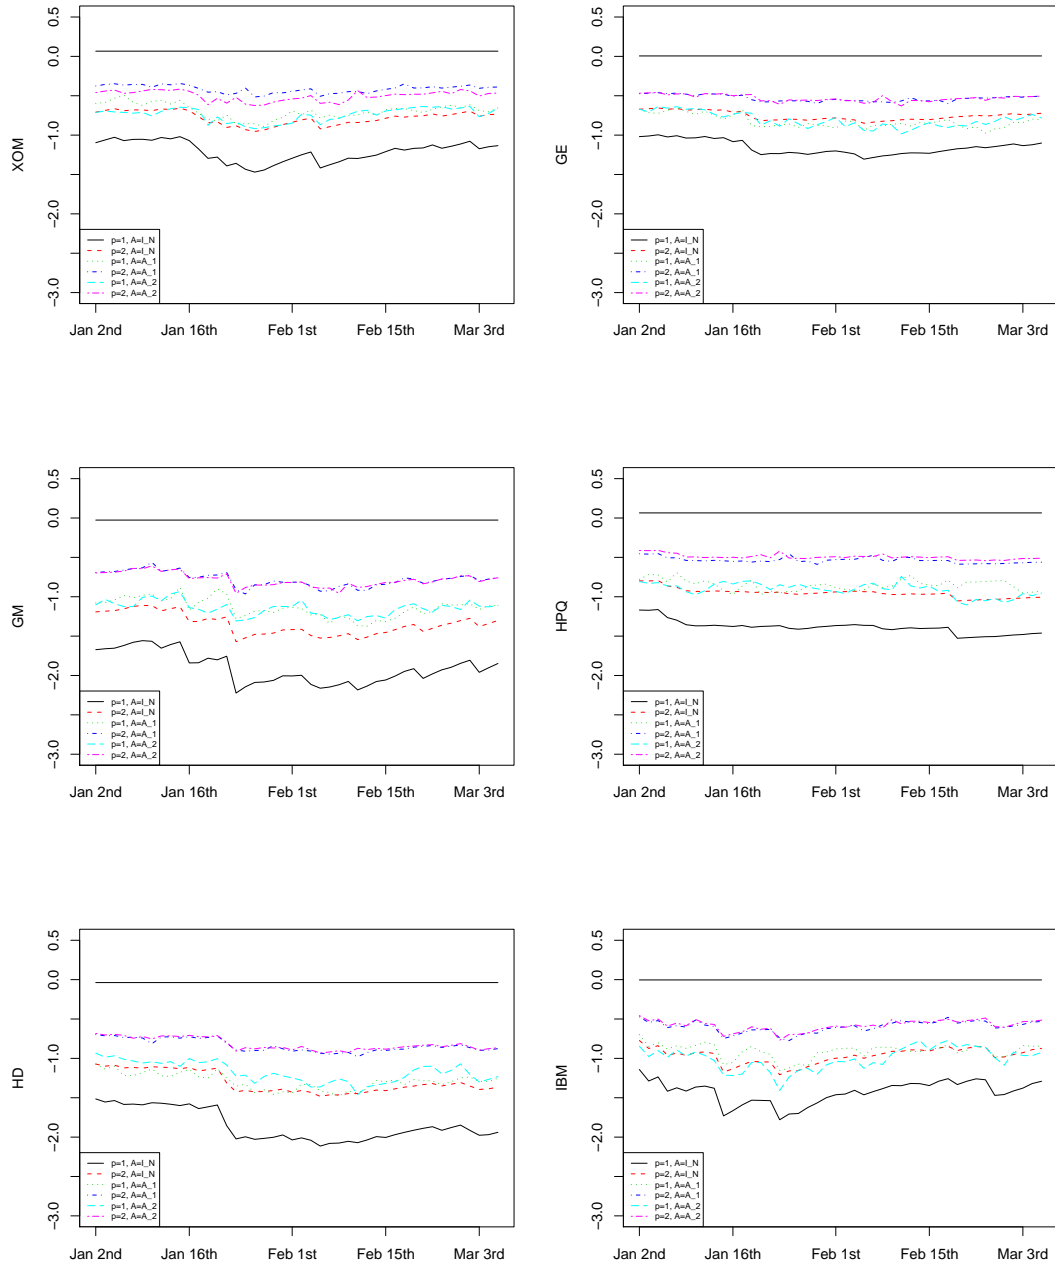 XOM
0.5
0.0
−1.0
−2.0
−3.0
p=1, A=I_N
p=2, A=I_N
p=1, A=A_1
p=2, A=A_1
p=1, A=A_2
p=2, A=A_2
Jan 2nd
Jan 16th
Feb 1st
Feb 15th
Mar 3rd
GE
0.5
0.0
−1.0
−2.0
−3.0
p=1, A=I_N
p=2, A=I_N
p=1, A=A_1
p=2, A=A_1
p=1, A=A_2
p=2, A=A_2
Jan 2nd
Jan 16th
Feb 1st
Feb 15th
Mar 3rd
GM
0.5
0.0
−1.0
−2.0
−3.0
p=1, A=I_N
p=2, A=I_N
p=1, A=A_1
p=2, A=A_1
p=1, A=A_2
p=2, A=A_2
Jan 2nd
Jan 16th
Feb 1st
Feb 15th
Mar 3rd
HPQ
0.5
0.0
−1.0
−2.0
−3.0
p=1, A=I_N
p=2, A=I_N
p=1, A=A_1
p=2, A=A_1
p=1, A=A_2
p=2, A=A_2
Jan 2nd
Jan 16th
Feb 1st
Feb 15th
Mar 3rd
HD
0.5
0.0
−1.0
−2.0
−3.0
p=1, A=I_N
p=2, A=I_N
p=1, A=A_1
p=2, A=A_1
p=1, A=A_2
p=2, A=A_2
Jan 2nd
Jan 16th
Feb 1st
Feb 15th
Mar 3rd
IBM
0.5
0.0
−1.0
−2.0
−3.0
p=1, A=I_N
p=2, A=I_N
p=1, A=A_1
p=2, A=A_1
p=1, A=A_2
p=2, A=A_2
Jan 2nd
Jan 16th
Feb 1st
Feb 15th
Mar 3rd